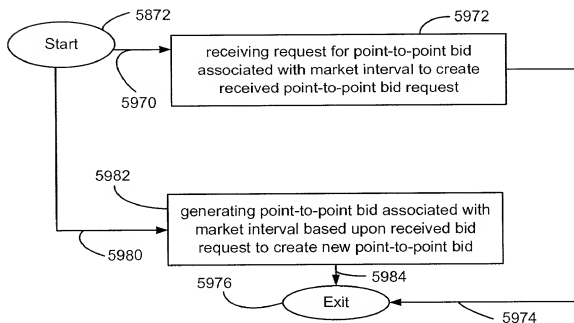 5872
5972
Start
receiving request for point-to-point bid
associated with market interval to create
received point-to-point bid request
5970
5982
generating point-to-point bid associated with
market interval based upon received bid
request to create new point-to-point bid
5980
5984
5976
Exit
5974